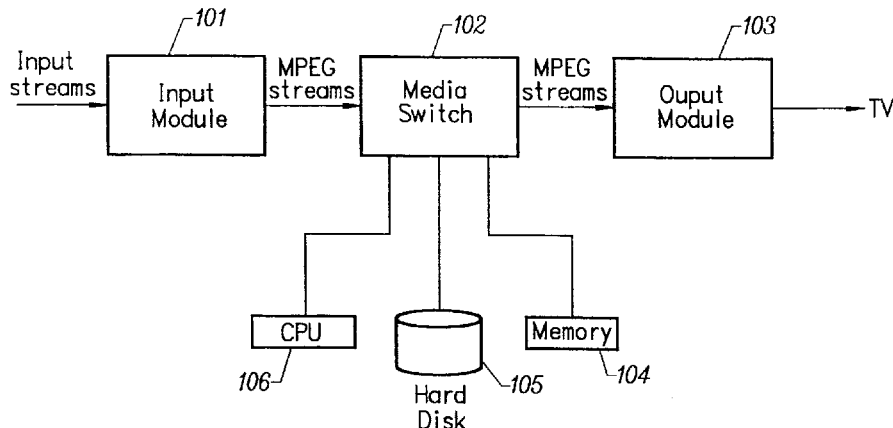 101
102
103
Input
streams
Input
Module
MPEG
streams
Media
Switch
MPEG
streams
Ouput
Module
TV
CPU
106
Hard
Disk
105
Memory
104